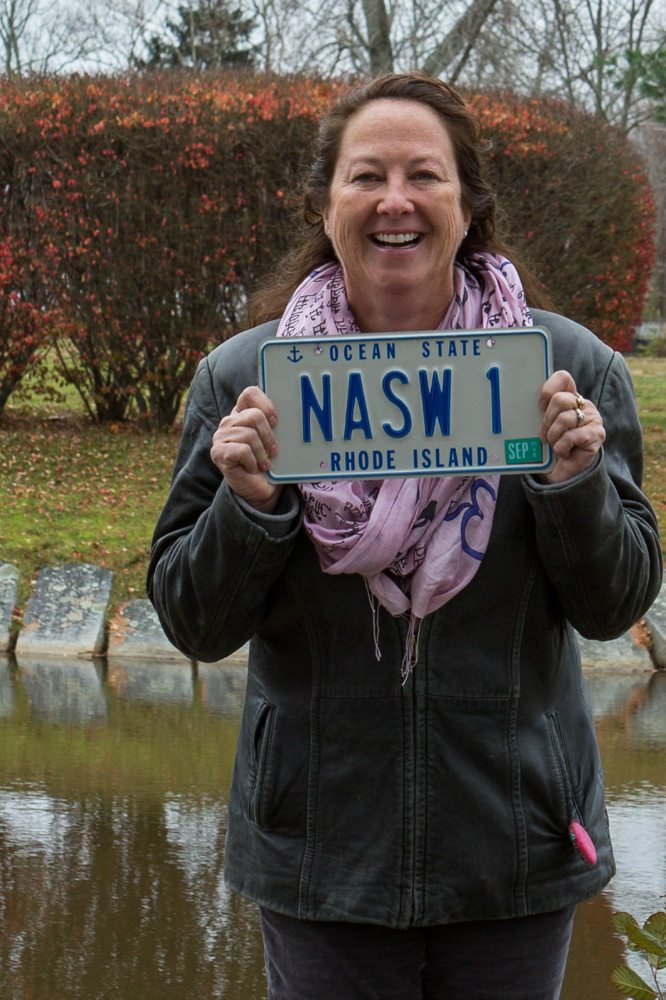 OCEAN STATE
NASW 1
RHODE ISLAND
SEP